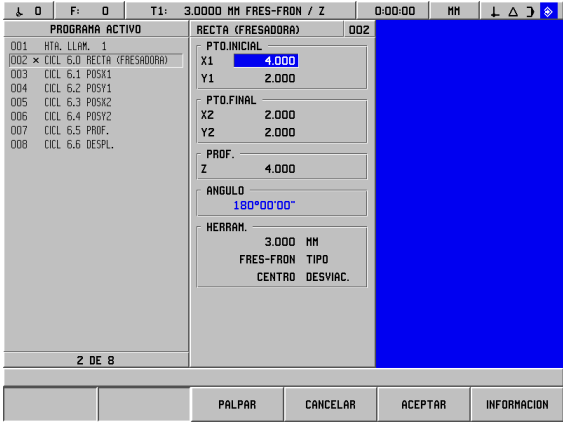 0 F: 0 T1: 3.0000 MM FRES-FRON / Z 0:00:00 MM
PROGRAMA ACTIVO
001 HTA. LLAM. 1
002 × CICL 6.0 RECTA (FRESADORA)
003 CICL 6.1 POSX1
004 CICL 6.2 POSY1
005 CICL 6.3 POSX2
006 CICL 6.4 POSY2
007 CICL 6.5 PROF.
008 CICL 6.6 DESPL.
2 DE 8
RECTA (FRESADORA) 002
PTO.INICIAL
X1 4.000
Y1 2.000
PTO.FINAL
X2 2.000
Y2 2.000
PROF.
Z 4.000
ANGULO
180°00'00"
HERRAM.
3.000 MM
FRES-FRON TIPO
CENTRO DESVIAC.
PALPAR CANCELAR ACEPTAR INFORMACION